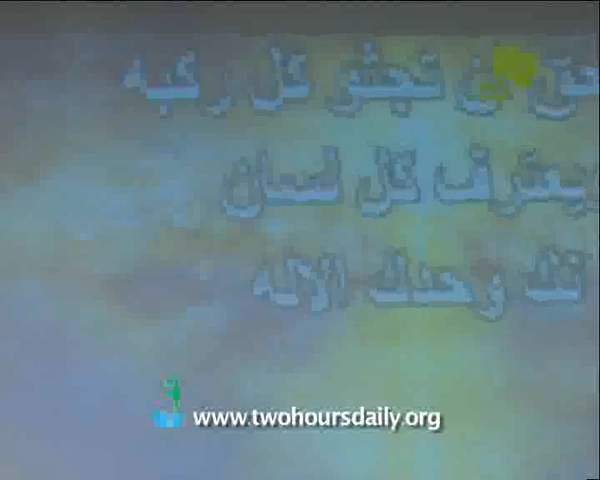 تجثو كل ركبه
يعترف كل لسان
انك وحدك الاله
www.twohoursdaily.org